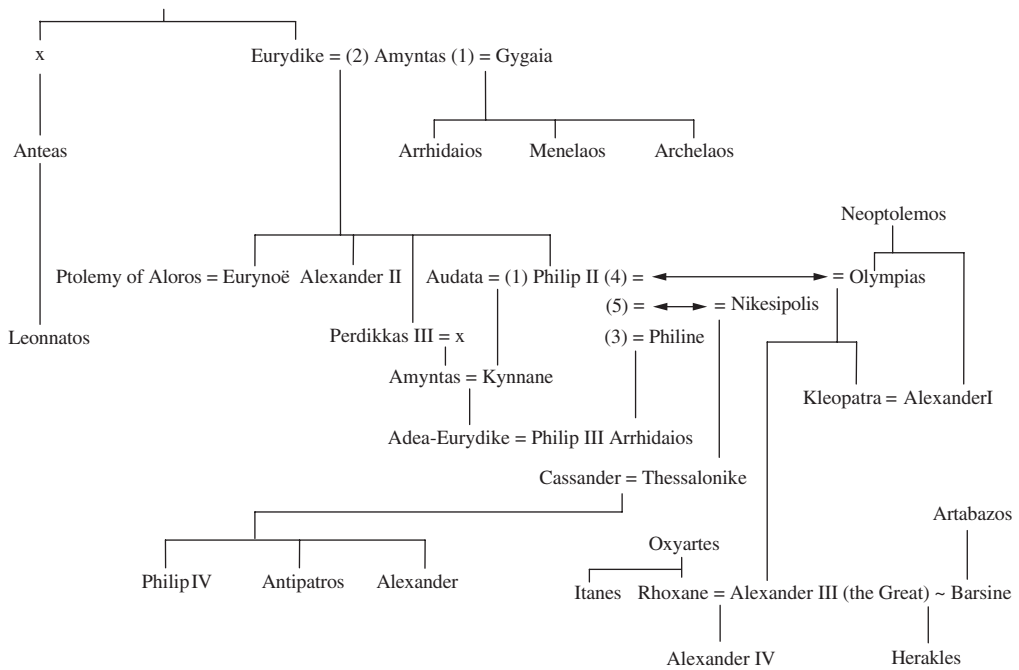 x Eurydike = (2) Amyntas (1) = Gygaia
Anteas Arrhidaios Menelaos Archelaos
Neoptolemos
Ptolemy of Aloros = Eurynoë Alexander II Audata = (1) Philip II (4) = = Olympias
(5) = = Nikesipolis
Leonnatos Perdikkas III = x (3) = Philine
Amyntas = Kynnane
Kleopatra = AlexanderI
Adea-Eurydike = Philip III Arrhidaios
Cassander = Thessalonike
Artabazos
Oxyartes
Philip IV Antipatros Alexander
Itanes Rhoxane = Alexander III (the Great) ~ Barsine
Alexander IV Herakles